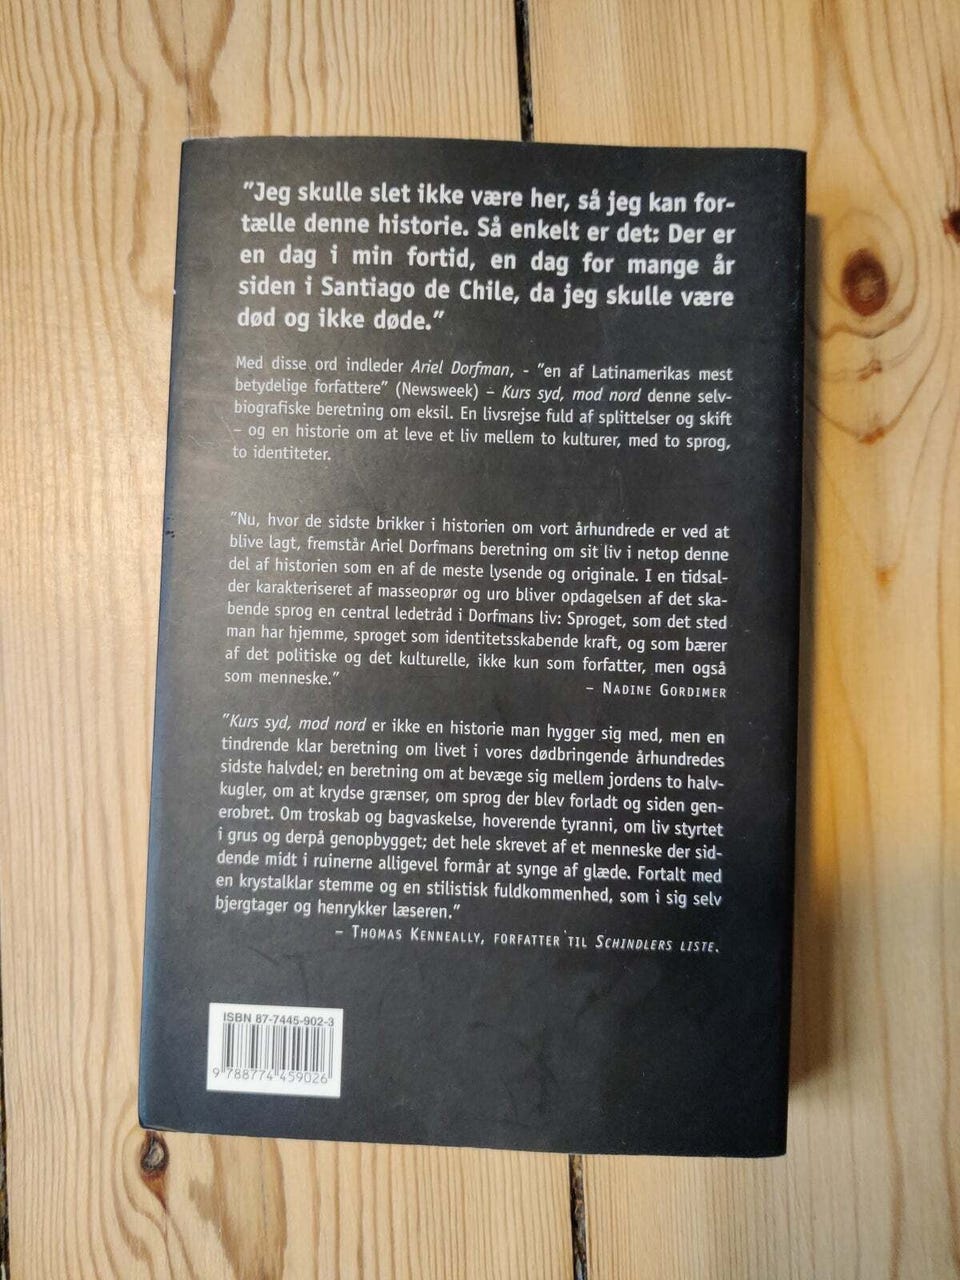 "Jeg skulle slet ikke være her, så jeg kan for-
tælle denne historie. Så enkelt er det: Der er
en dag i min fortid, en dag for mange år
siden i Santiago de Chile, da jeg skulle være
død og ikke døde."
Med disse ord indleder Ariel Dorfman, - "en af Latinamerikas mest
betydelige forfattere" (Newsweek) – Kurs syd, mod nord denne selv-
biografiske beretning om eksil. En livsrejse fuld af splittelser og skift
– og en historie om at leve et liv mellem to kulturer, med to sprog,
to identiteter.
"Nu, hvor de sidste brikker i historien om vort århundrede er ved at
blive lagt, fremstår Ariel Dorfmans beretning om sit liv i netop denne
del af historien som en af de meste lysende og originale. I en tidsal-
der karakteriseret af masseoprør og uro bliver opdagelsen af det ska-
bende sprog en central ledetråd i Dorfmans liv: Sproget, som det sted
man har hjemme, sproget som identitetsskabende kraft, og som bærer
af det politiske og det kulturelle, ikke kun som forfatter, men også
som menneske."
– NADINE GORDIMER
"Kurs syd, mod nord er ikke en historie man hygger sig med, men en
tindrende klar beretning om livet i vores dødbringende århundredes
sidste halvdel; en beretning om at bevæge sig mellem jordens to halv-
kugler, om at krydse grænser, om sprog der blev forladt og siden gen-
erobret. Om troskab og bagvaskelse, hoverende tyranni, om liv styrtet
i grus og derpå genopbygget; det hele skrevet af et menneske der sid-
dende midt i ruinerne alligevel formår at synge af glæde. Fortalt med
en krystalklar stemme og en stilistisk fuldkommenhed, som i sig selv
bjergtager og henrykker læseren."
– THOMAS KENNEALLY, FORFATTER TIL SCHINDLERS LISTE.
ISBN 87-7445-902-3
9 788774 459026